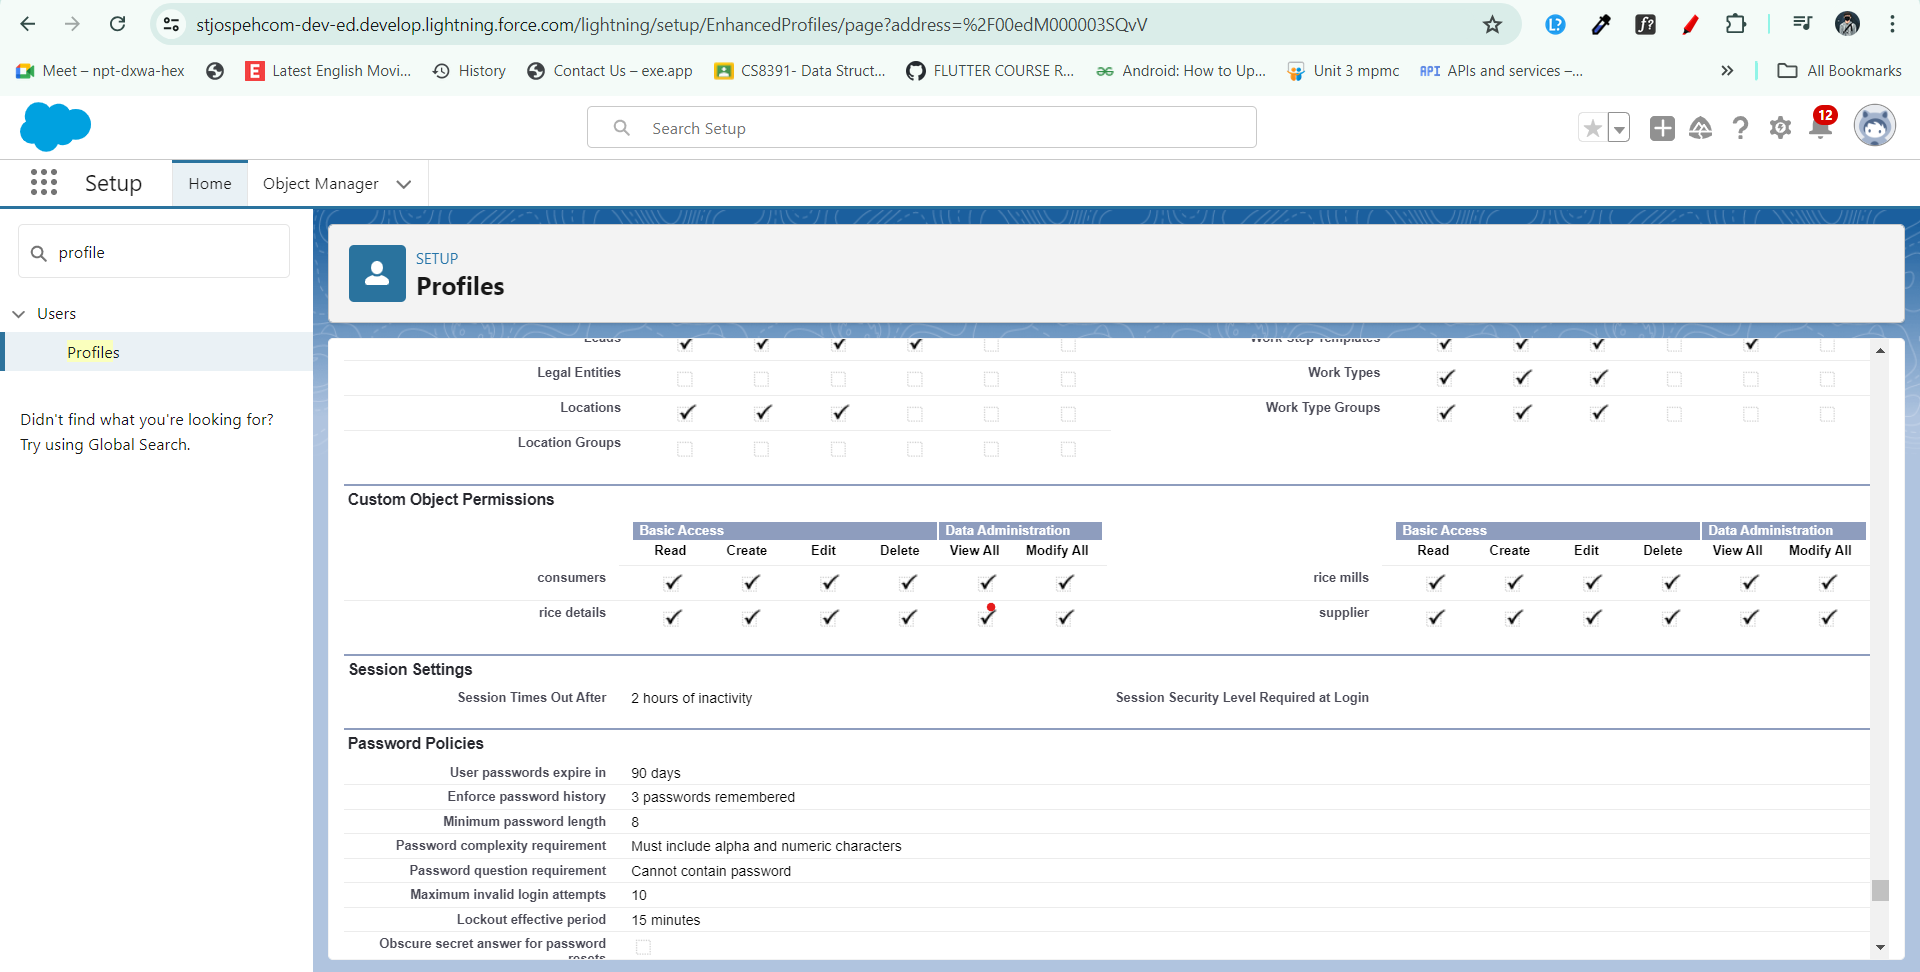 stjospehcom-dev-ed.develop.lightning.force.com/lightning/setup/EnhancedProfiles/page?address=%2F00edM000003SQvV
Meet – npt-dxwa-hex
Latest English Movi...
History
Contact Us – exe.app
CS8391- Data Struct...
FLUTTER COURSE R...
Android: How to Up...
Unit 3 mpmc
API APIs and services –...
All Bookmarks
Search Setup
12
Setup
Home
Object Manager
profile
Users
Profiles
Didn't find what you're looking for?
Try using Global Search.
SETUP
Profiles
Leads
Work Step Templates
Legal Entities
Work Types
Locations
Work Type Groups
Location Groups
Custom Object Permissions
Basic Access Data Administration
Basic Access Data Administration
Read Create Edit Delete View All Modify All
Read Create Edit Delete View All Modify All
consumers
rice mills
rice details
supplier
Session Settings
Session Times Out After 2 hours of inactivity
Session Security Level Required at Login
Password Policies
User passwords expire in 90 days
Enforce password history 3 passwords remembered
Minimum password length 8
Password complexity requirement Must include alpha and numeric characters
Password question requirement Cannot contain password
Maximum invalid login attempts 10
Lockout effective period 15 minutes
Obscure secret answer for password
resets